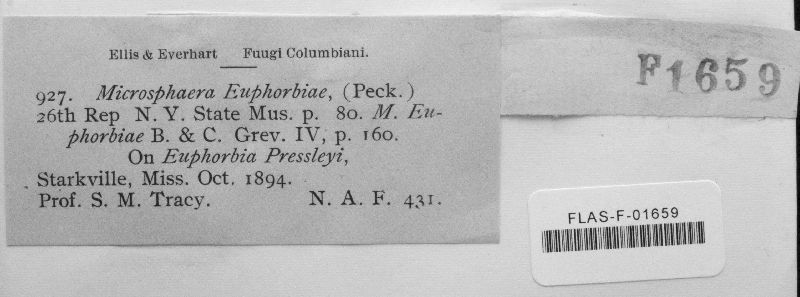 Ellis & Everhart Fuugi Columbiani.
927. Microsphaera Euphorbiae, (Peck.)
26th Rep N. Y. State Mus. p. 80. M. Eu-
phorbiae B. & C. Grev. IV, p. 160.
On Euphorbia Pressleyi,
Starkville, Miss. Oct. 1894.
Prof. S. M. Tracy. N. A. F. 431.
F1659
FLAS-F-01659